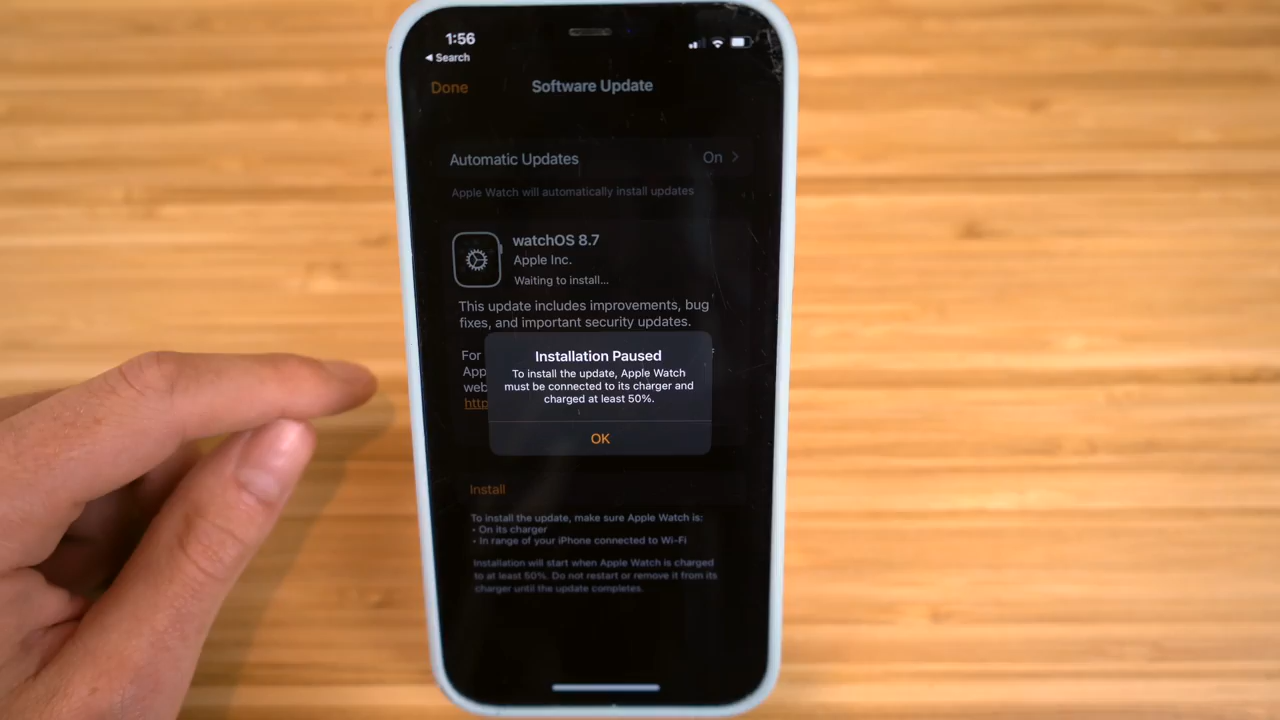 1:56
Search
Done
Software Update
Automatic Updates
On
Apple Watch will automatically install updates
watchOS 8.7
Apple Inc.
Waiting to install...
This update includes improvements, bug
fixes, and important security updates.
For
App
web
http
Installation Paused
To install the update, Apple Watch
must be connected to its charger and
charged at least 50%.
OK
Install
To install the update, make sure Apple Watch is:
• On its charger
• In range of your iPhone connected to Wi-Fi
Installation will start when Apple Watch is charged
to at least 50%. Do not restart or remove it from its
charger until the update completes.